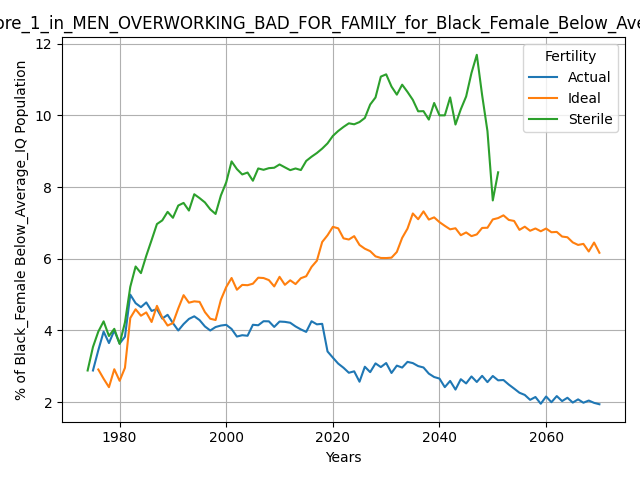 ore_1_in_MEN_OVERWORKING_BAD_FOR_FAMILY_for_Black_Female_Below_Ave
% of Black_Female Below_Average_IQ Population
12
10
8
6
4
2
Fertility
Actual
Ideal
Sterile
1980 2000 2020 2040 2060
Years